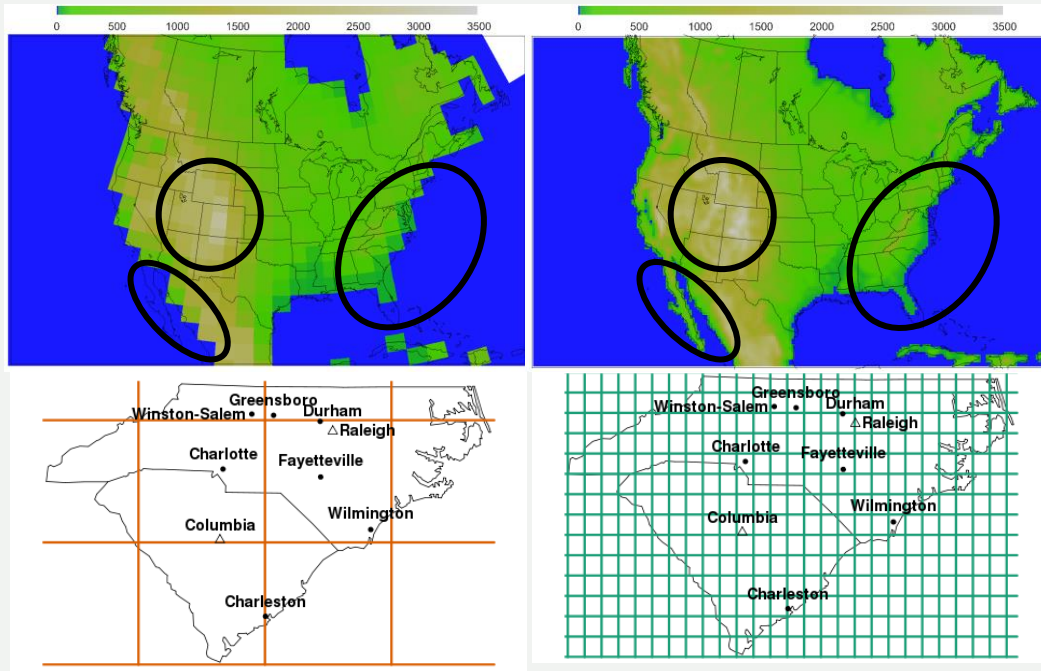 0 500 1000 1500 2000 2500 3000 3500
0 500 1000 1500 2000 2500 3000 3500
Greensboro
Winston-Salem
Durham
Raleigh
Charlotte
Fayetteville
Columbia
Wilmington
Charleston
Greensboro
Winston-Salem
Durham
Raleigh
Charlotte
Fayetteville
Columbia
Wilmington
Charleston